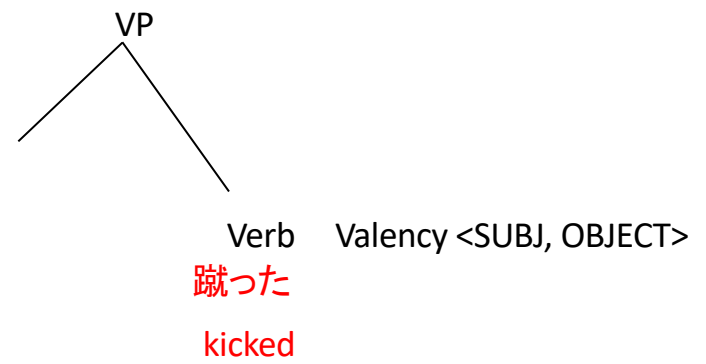 VP
Verb Valency <SUBJ, OBJECT>
蹴った
kicked